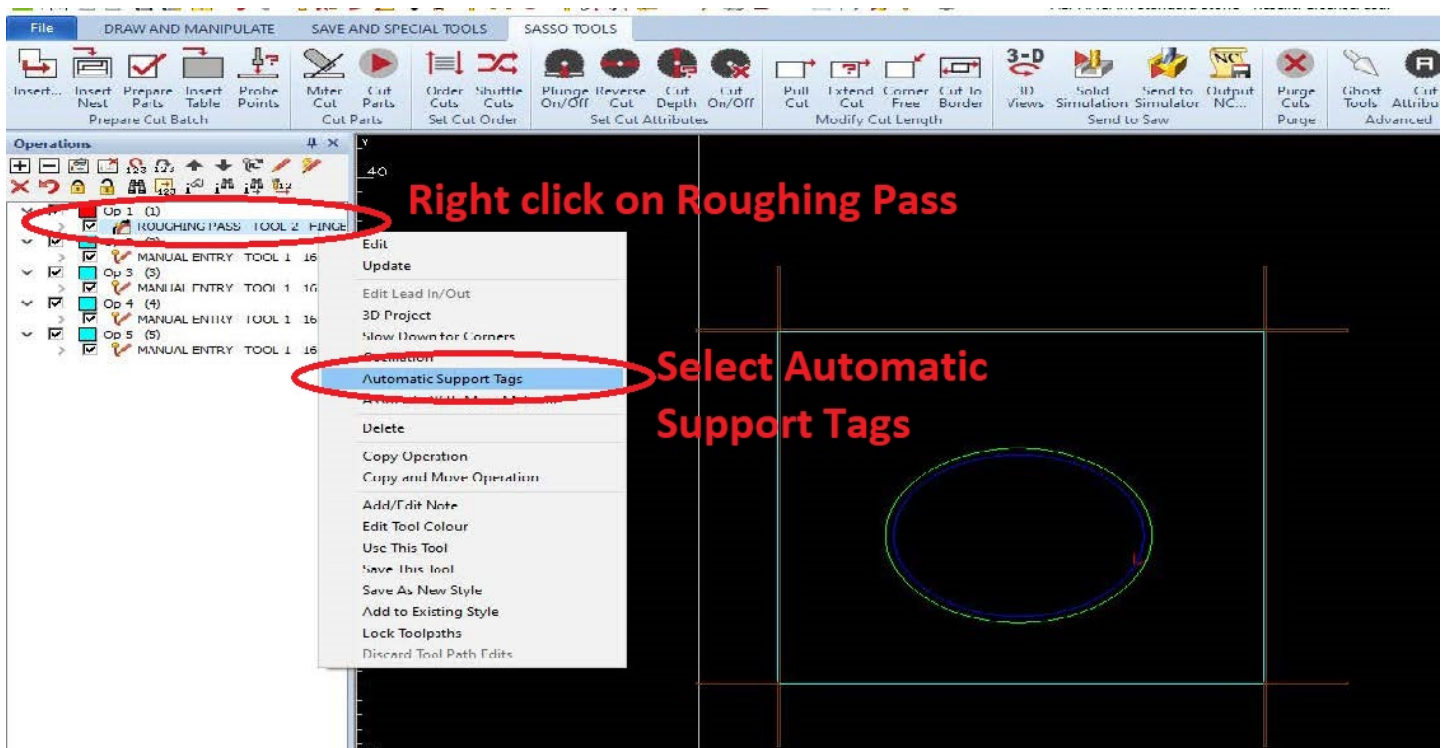 File DRAW AND MANIPULATE SAVE AND SPECIAL TOOLS SASSO TOOLS
Insert... Insert Nest Prepare Parts Insert Table Probe Points Miter Cut Cut Parts Order Cuts Shuttle Cuts Plunge On/Off Reverse Cut Cut Depth Cut On/Off Pull Cut Extend Cut Corner Free Cut To Border 3D Views Solid Simulation Send to Simulator Output NC... Purge Cuts Ghost Tools Cut
Prepare Cut Batch Cut Parts Set Cut Order Set Cut Attributes Modify Cut Length Send to Saw Purge Advanced
Operations
Y
40
Right click on Roughing Pass
Op 1 (1)
ROUGHING PASS TOOL 2
MANUAL ENTRY TOOL 1 16
Op 3 (3)
MANUAL ENTRY TOOL 1 16
Op 4 (4)
MANUAL ENTRY TOOL 1 16
Op 5 (5)
MANUAL ENTRY TOOL 1 16
Edit
Update
Edit Lead In/Out
3D Project
Slow Down for Corners
Automatic Support Tags
Select Automatic
Support Tags
Delete
Copy Operation
Copy and Move Operation
Add/Edit Note
Edit Tool Colour
Use This Tool
Save This Tool
Save As New Style
Add to Existing Style
Lock Toolpaths
Discard Tool Path Edits